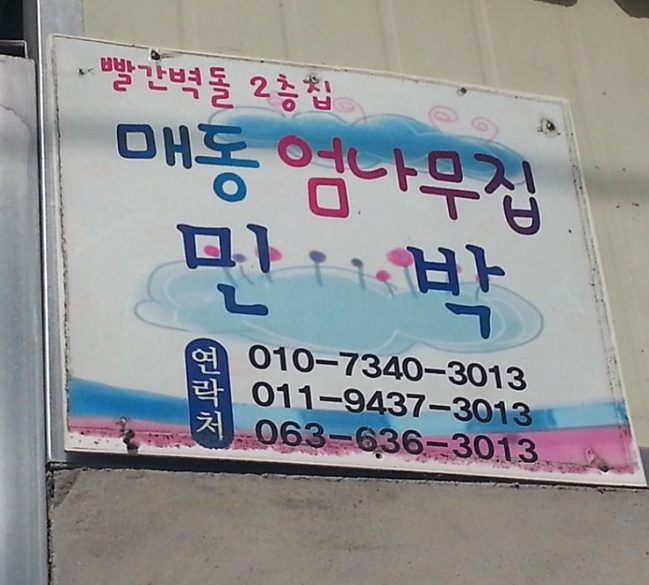 빨간벽돌 2층집
매동 엄나무집
민 박
연락처
010-7340-3013
011-9437-3013
063-636-3013